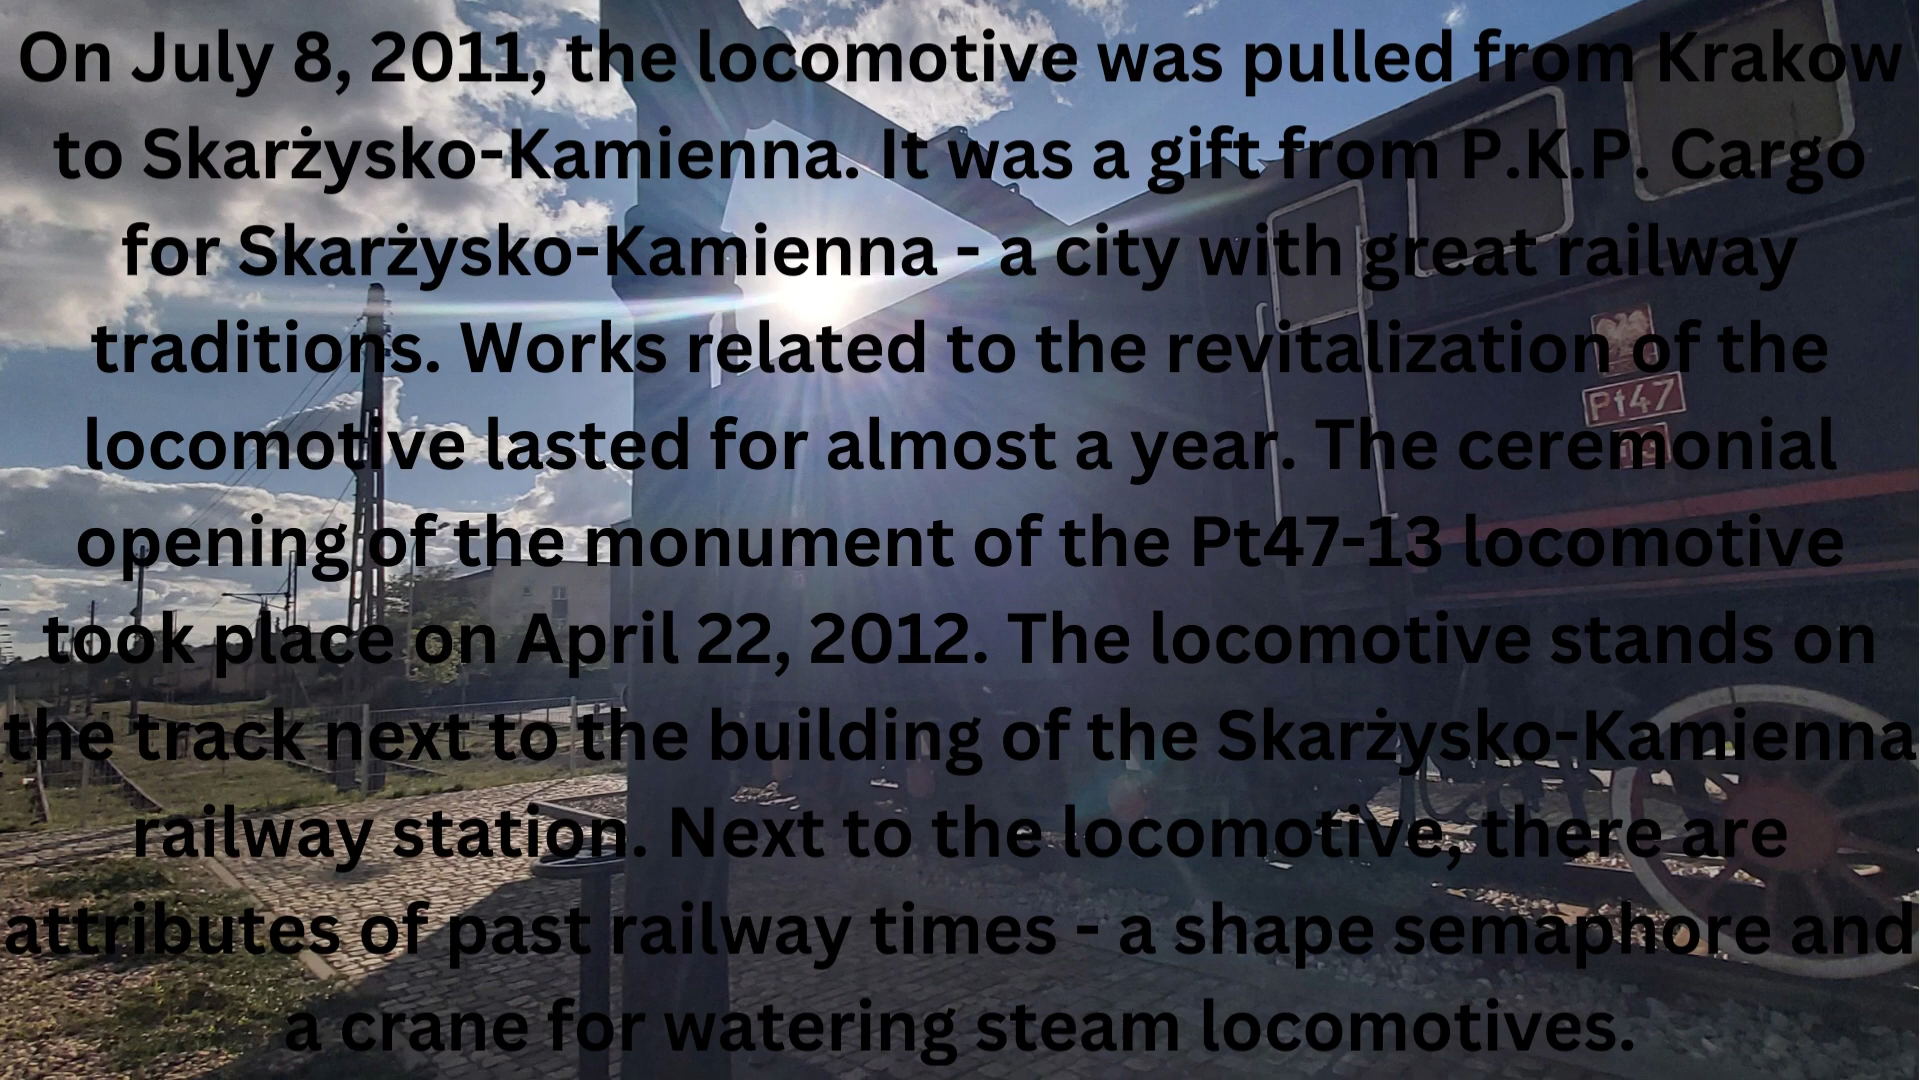 On July 8, 2011, the locomotive was pulled from Krakow
to Skarżysko-Kamienna. It was a gift from P.K.P. Cargo
for Skarżysko-Kamienna - a city with great railway
traditions. Works related to the revitalization of the
locomotive lasted for almost a year. The ceremonial
opening of the monument of the Pt47-13 locomotive
took place on April 22, 2012. The locomotive stands on
the track next to the building of the Skarżysko-Kamienna
railway station. Next to the locomotive, there are
attributes of past railway times - a shape semaphore and
a crane for watering steam locomotives.
Pt47